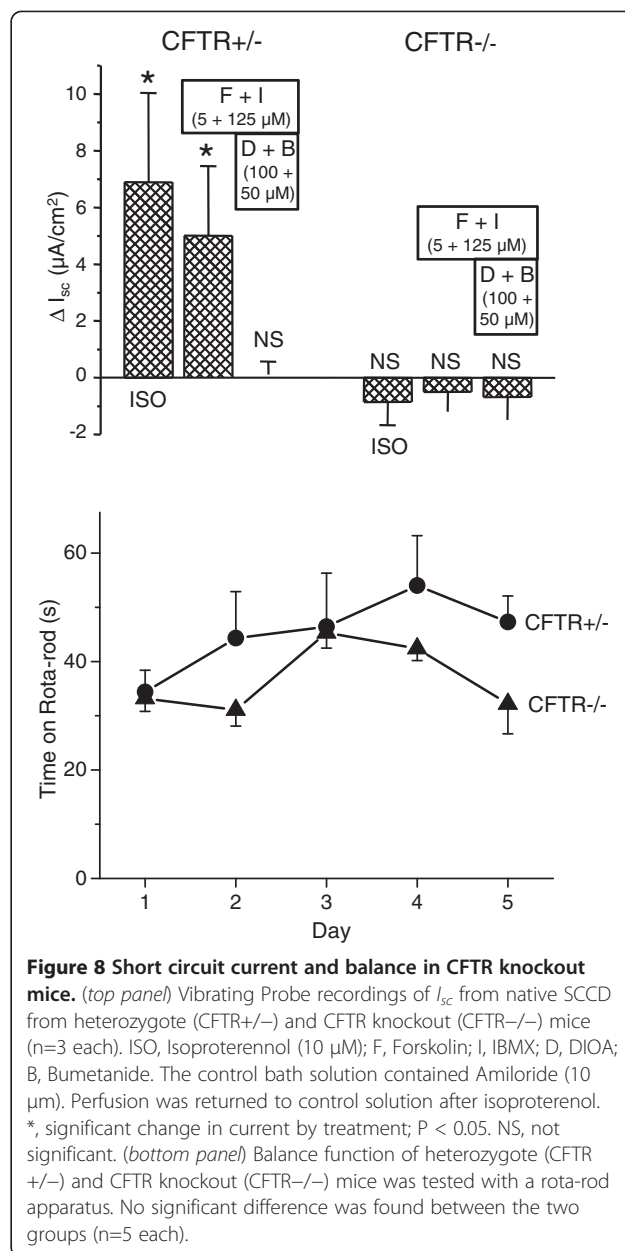 CFTR+/- CFTR-/-
*
F + I
(5 + 125 µM)
*
D + B
(100 +
50 µM)
F + I
(5 + 125 µM)
D + B
(100 +
50 µM)
NS
NS NS NS
ISO
ISO
10
8
6
4
2
0
-2
Δ Isc (µA/cm²)
60
40
20
0
Time on Rota-rod (s)
CFTR+/-
CFTR-/-
1 2 3 4 5
Day
Figure 8 Short circuit current and balance in CFTR knockout
mice. (top panel) Vibrating Probe recordings of Isc from native SCCD
from heterozygote (CFTR+/−) and CFTR knockout (CFTR−/−) mice
(n=3 each). ISO, Isoproterennol (10 µM); F, Forskolin; I, IBMX; D, DIOA;
B, Bumetanide. The control bath solution contained Amiloride (10
µm). Perfusion was returned to control solution after isoproterenol.
*, significant change in current by treatment; P < 0.05. NS, not
significant. (bottom panel) Balance function of heterozygote (CFTR
+/−) and CFTR knockout (CFTR−/−) mice was tested with a rota-rod
apparatus. No significant difference was found between the two
groups (n=5 each).